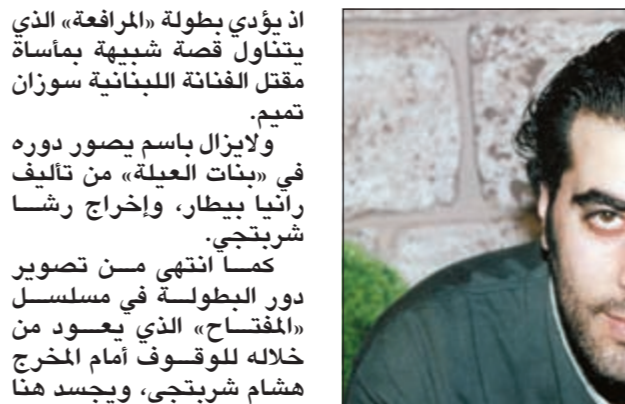 اذ يؤدي بطولة «المرافعة» الذي
يتناول قصة شبيهة بمأساة
مقتل الفنانة اللبنانية سوزان
تميم.
ولايزال باسم يصور دوره
في «بنات العيلة» من تأليف
رانيا بيطار، وإخراج رشا
شربتجي.
كما انتهى من تصوير
دور البطولة في مسلسل
«المفتاح» الذي يعود من
خلاله للوقوف أمام المخرج
هشام شربتجي، ويجسد هنا